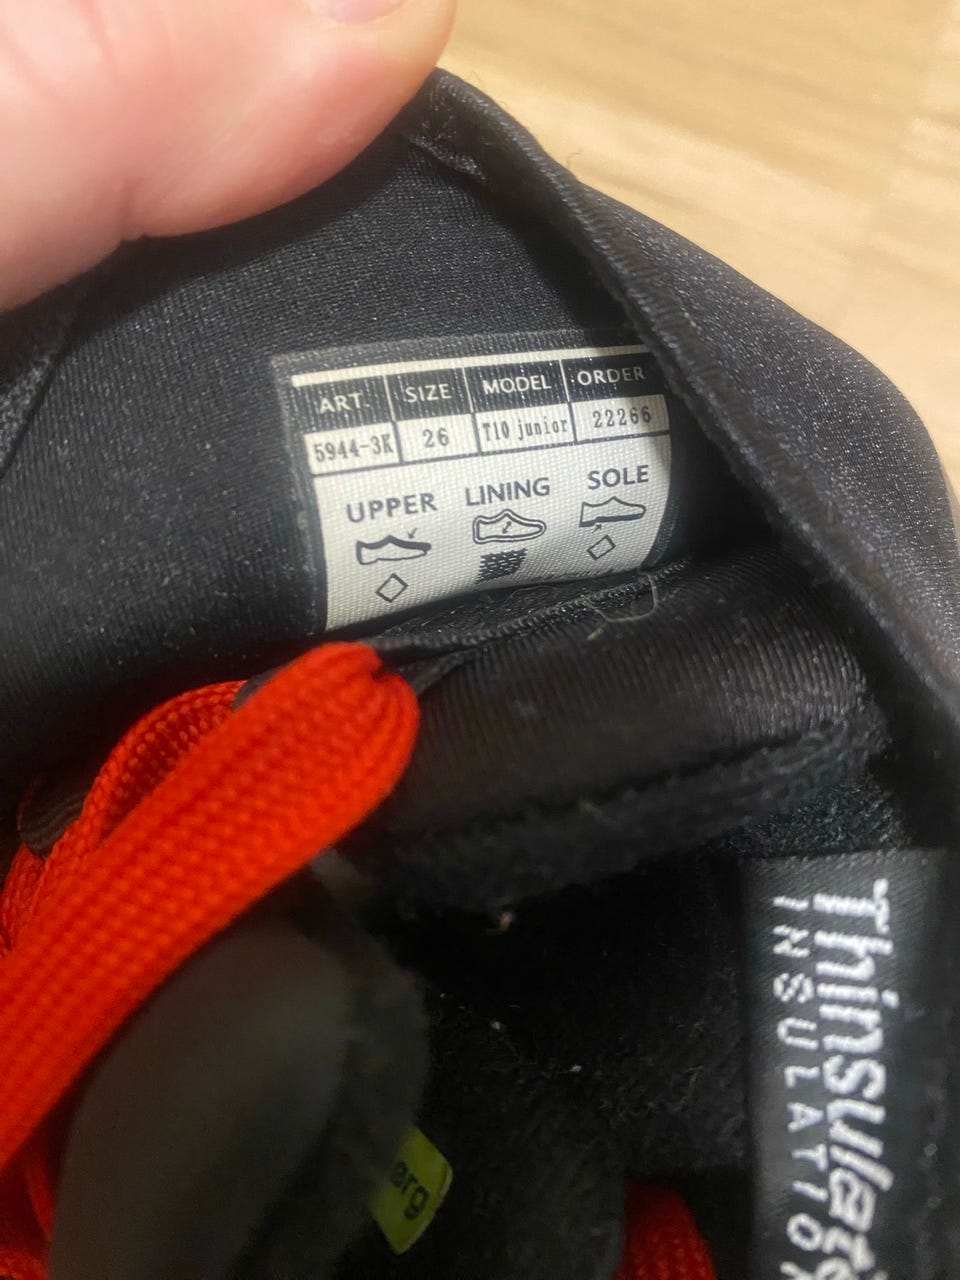 ART. SIZE MODEL ORDER
5944-3K 26 T10 junior 22266
UPPER LINING SOLE
Thinsulate
INSULATION